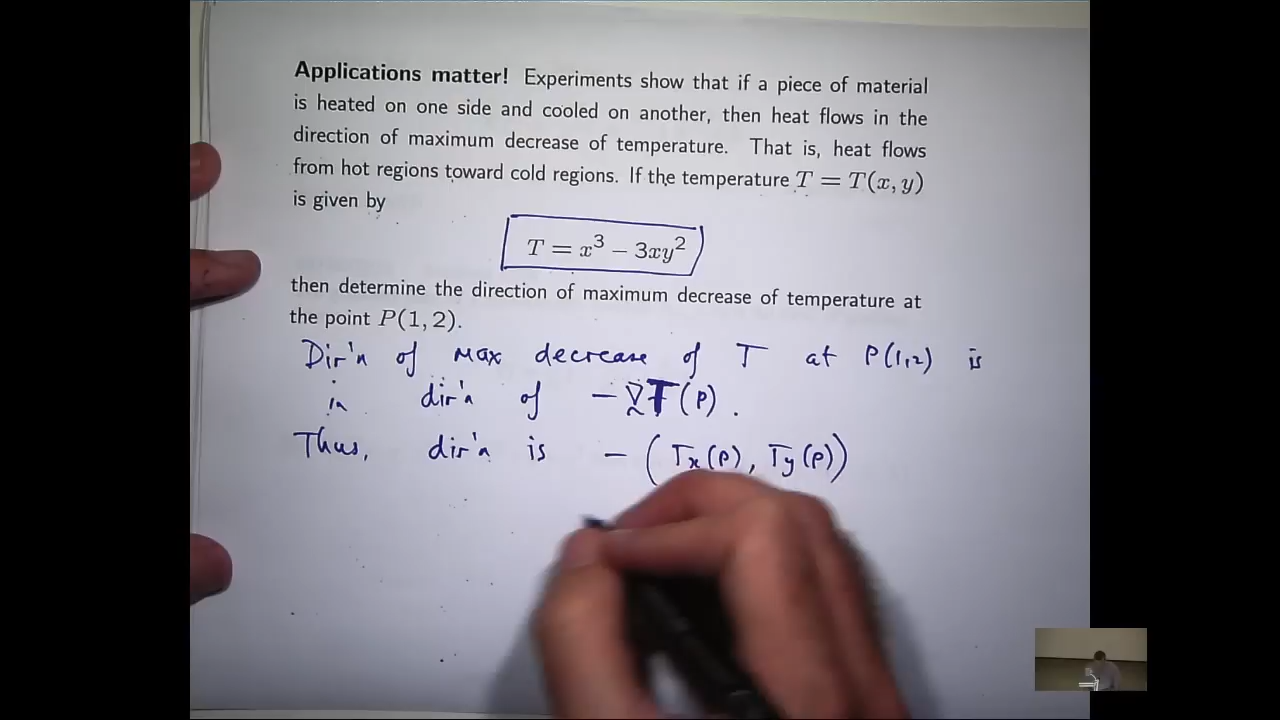 Applications matter! Experiments show that if a piece of material
is heated on one side and cooled on another, then heat flows in the
direction of maximum decrease of temperature. That is, heat flows
from hot regions toward cold regions. If the temperature T = T(x, y)
is given by
T = x³ − 3xy²
then determine the direction of maximum decrease of temperature at
the point P(1, 2).
Dir'n of max decrease of T at P(1,2) is
in dir'n of −∇T(P).
Thus, dir'n is − (Tx(P), Ty(P))